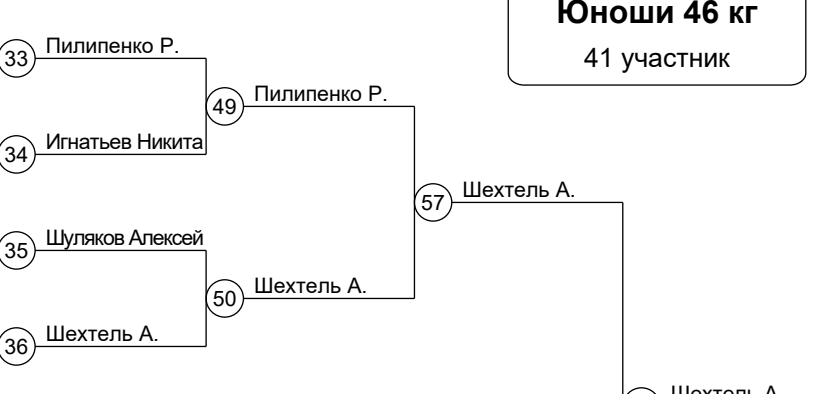 Юноши 46 кг
41 участник
33 Пилипенко Р.
49 Пилипенко Р.
34 Игнатьев Никита
57 Шехтель А.
35 Шуляков Алексей
50 Шехтель А.
36 Шехтель А.
Шехтель А.